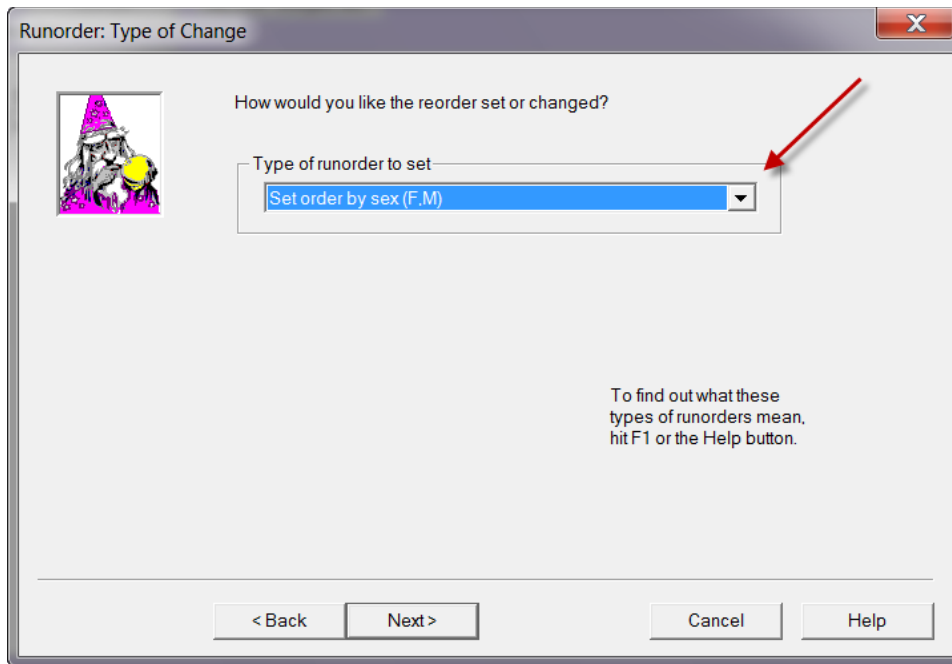 Runorder: Type of Change
How would you like the reorder set or changed?
Type of runorder to set
Set order by sex (F,M)
To find out what these
types of runorders mean,
hit F1 or the Help button.
< Back
Next >
Cancel
Help